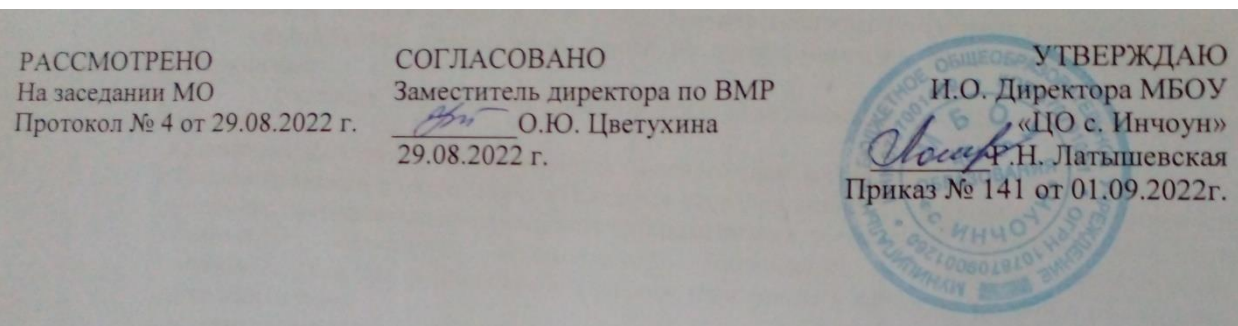 РАССМОТРЕНО
На заседании МО
Протокол № 4 от 29.08.2022 г.
СОГЛАСОВАНО
Заместитель директора по ВМР
О.Ю. Цветухина
29.08.2022 г.
УТВЕРЖДАЮ
И.О. Директора МБОУ
«ЦО с. Инчоун»
Г.Н. Латышевская
Приказ № 141 от 01.09.2022г.
с. ИНЧОУН